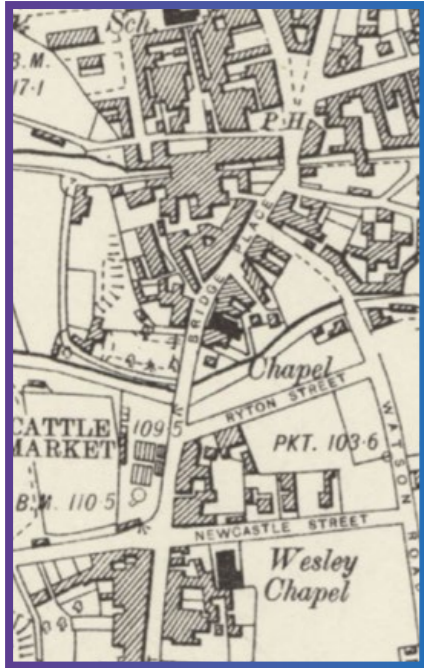 Sch.
B.M.
17·1
P.H.
BRIDGE PLACE
Chapel
RYTON STREET
CATTLE
MARKET
109·5
PKT. 103·6
WATSON ROAD
B.M. 110·5
NEWCASTLE STREET
Wesley
Chapel